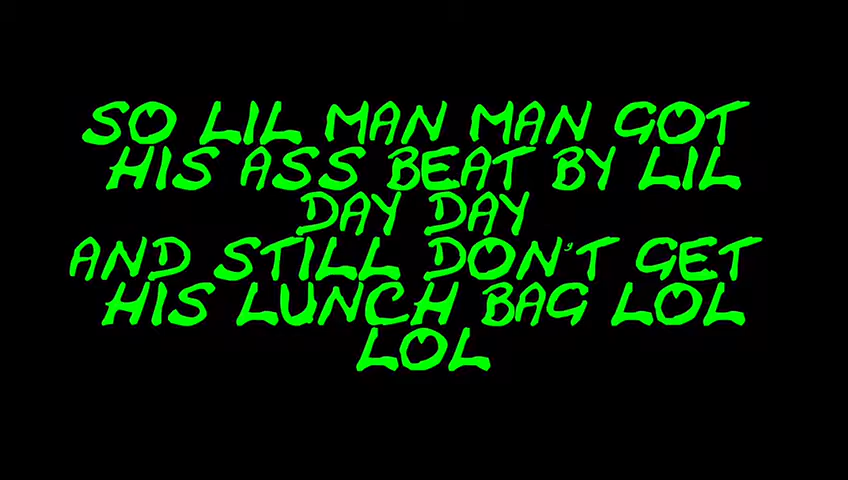 SO LIL MAN MAN GOT
HIS ASS BEAT BY LIL
DAY DAY
AND STILL DON'T GET
HIS LUNCH BAG LOL
LOL